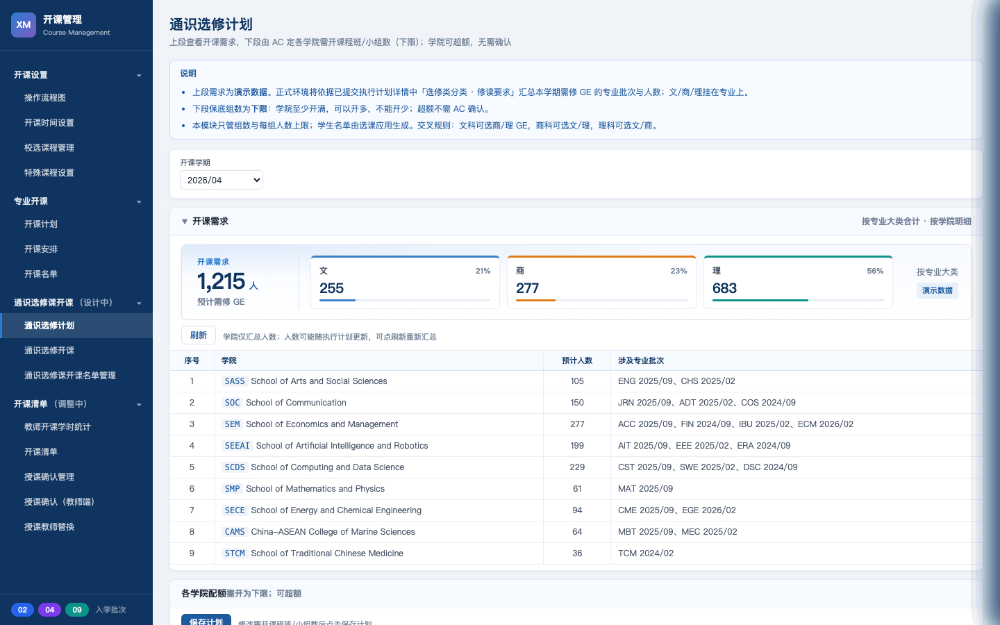 XM
开课管理
Course Management
开课设置
操作流程图
开课时间设置
校选课程管理
特殊课程设置
专业开课
开课计划
开课安排
开课名单
通识选修课开课 (设计中)
通识选修计划
通识选修开课
通识选修课开课名单管理
开课清单 (调整中)
教师开课学时统计
开课清单
授课确认管理
授课确认 (教师端)
授课教师替换
02 04 09 入学批次
通识选修计划
上段查看开课需求，下段由 AC 定各学院需开课程班/小组数（下限）；学院可超额，无需确认
说明
• 上段需求为演示数据。正式环境将依据已提交执行计划详情中「选修类分类 · 修读要求」汇总本学期需修 GE 的专业批次与人数；文/商/理挂在专业上。
• 下段保底组数为下限：学院至少开满，可以开多，不能开少；超额不需 AC 确认。
• 本模块只管组数与每组人数上限；学生名单由选课应用生成。交叉规则：文科可选商/理 GE，商科可选文/理，理科可选文/商。
开课学期
2026/04
▼ 开课需求 按专业大类合计 · 按学院明细
开课需求
1,215 人
预计需修 GE
文 21%
255
商 23%
277
理 56%
683
按专业大类
演示数据
刷新 学院仅汇总人数；人数可能随执行计划更新，可点刷新重新汇总
序号 学院 预计人数 涉及专业批次
1 SASS School of Arts and Social Sciences 105 ENG 2025/09、CHS 2025/02
2 SOC School of Communication 150 JRN 2025/09、ADT 2025/02、COS 2024/09
3 SEM School of Economics and Management 277 ACC 2025/09、FIN 2024/09、IBU 2025/02、ECM 2026/02
4 SEEAI School of Artificial Intelligence and Robotics 199 AIT 2025/09、EEE 2025/02、ERA 2024/09
5 SCDS School of Computing and Data Science 229 CST 2025/09、SWE 2025/02、DSC 2024/09
6 SMP School of Mathematics and Physics 61 MAT 2025/09
7 SECE School of Energy and Chemical Engineering 94 CME 2025/09、EGE 2026/02
8 CAMS China–ASEAN College of Marine Sciences 64 MBT 2025/09、MEC 2025/02
9 STCM School of Traditional Chinese Medicine 36 TCM 2024/02
各学院配额需开为下限；可超额
保存计划 修改需开课程班/小组数后点击保存计划